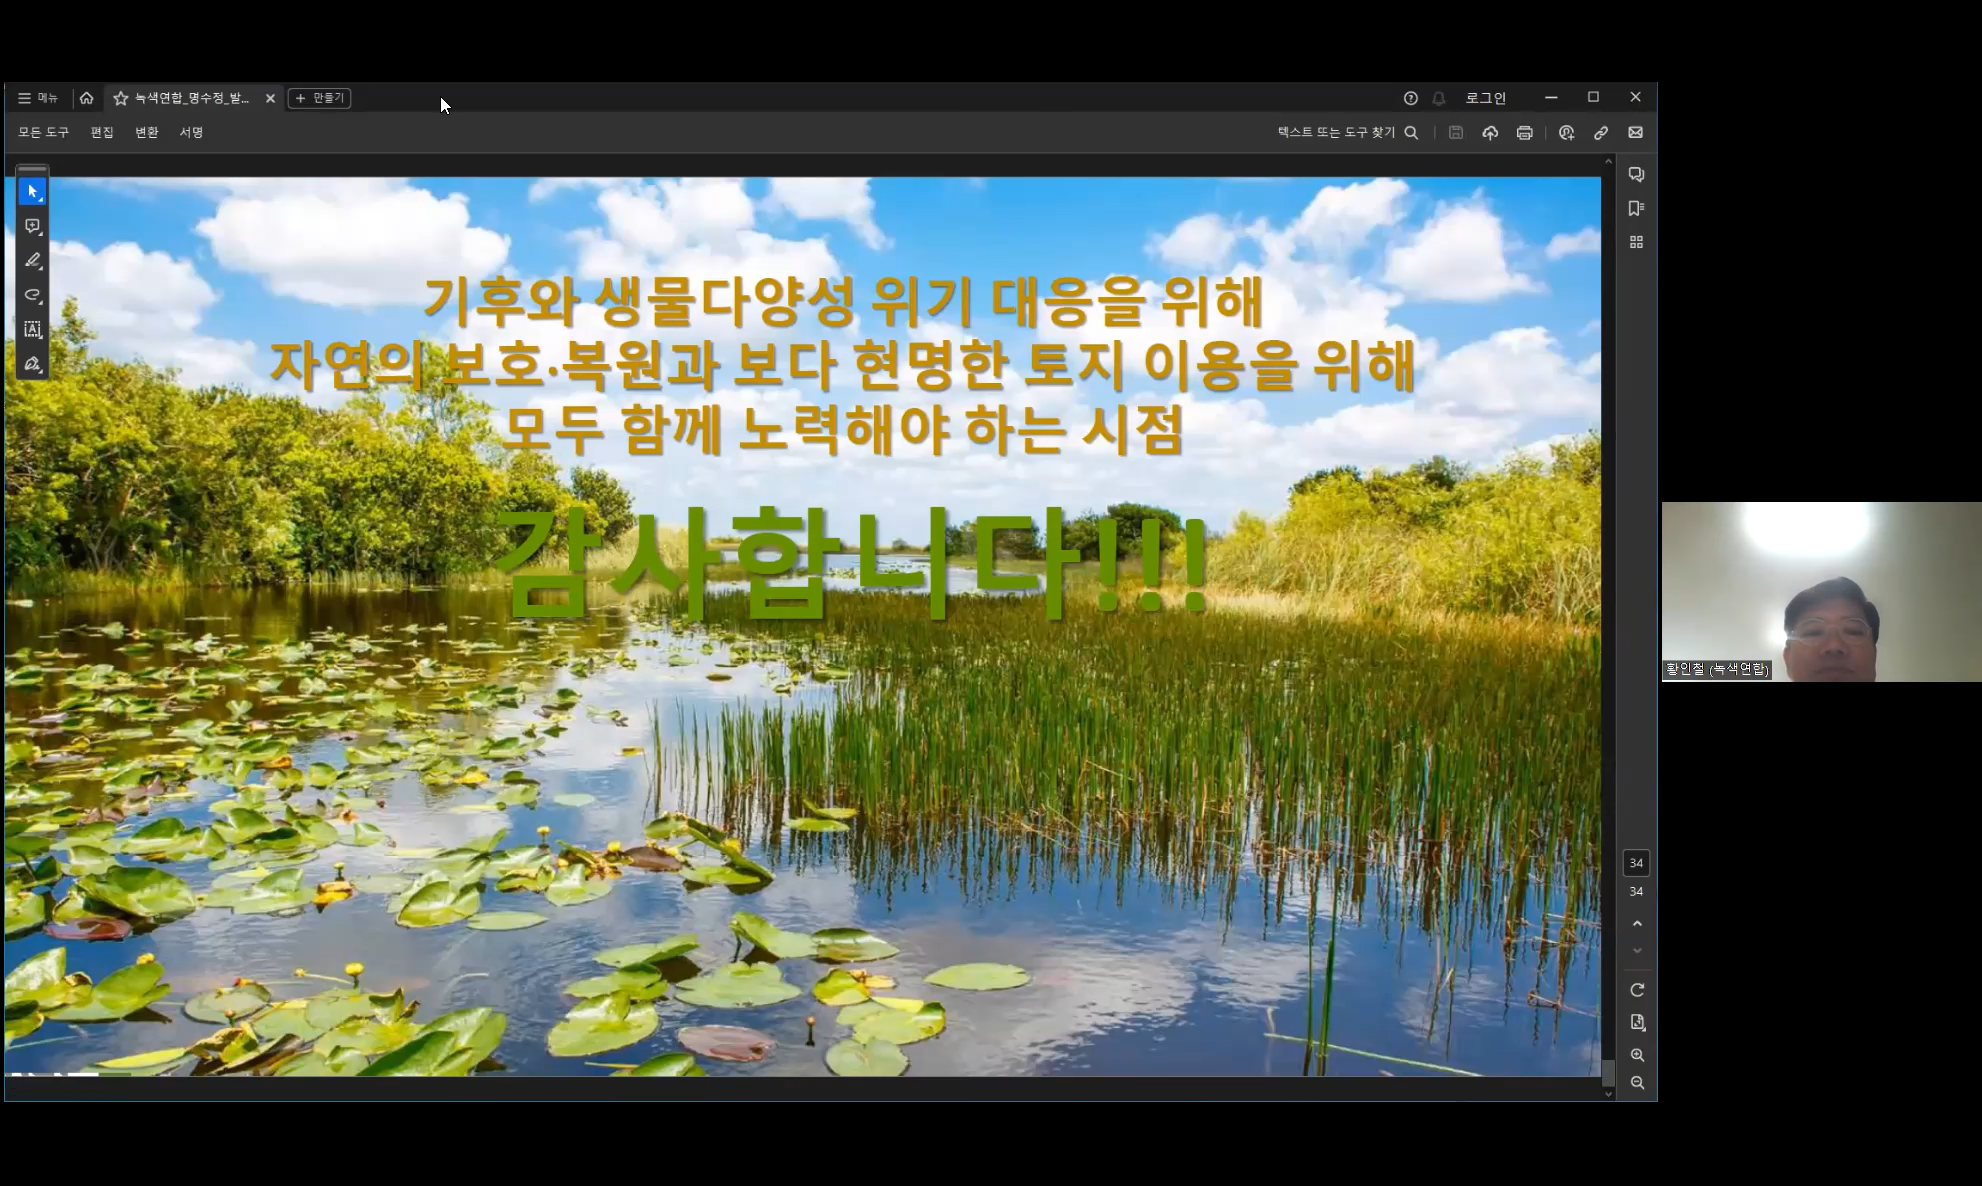 메뉴
녹색연합_명수정_발...
만들기
로그인
모든 도구 편집 변환 서명
텍스트 또는 도구 찾기
기후와 생물다양성 위기 대응을 위해
자연의 보호·복원과 보다 현명한 토지 이용을 위해
모두 함께 노력해야 하는 시점
감사합니다!!!
황인철 (녹색연합)
34
34